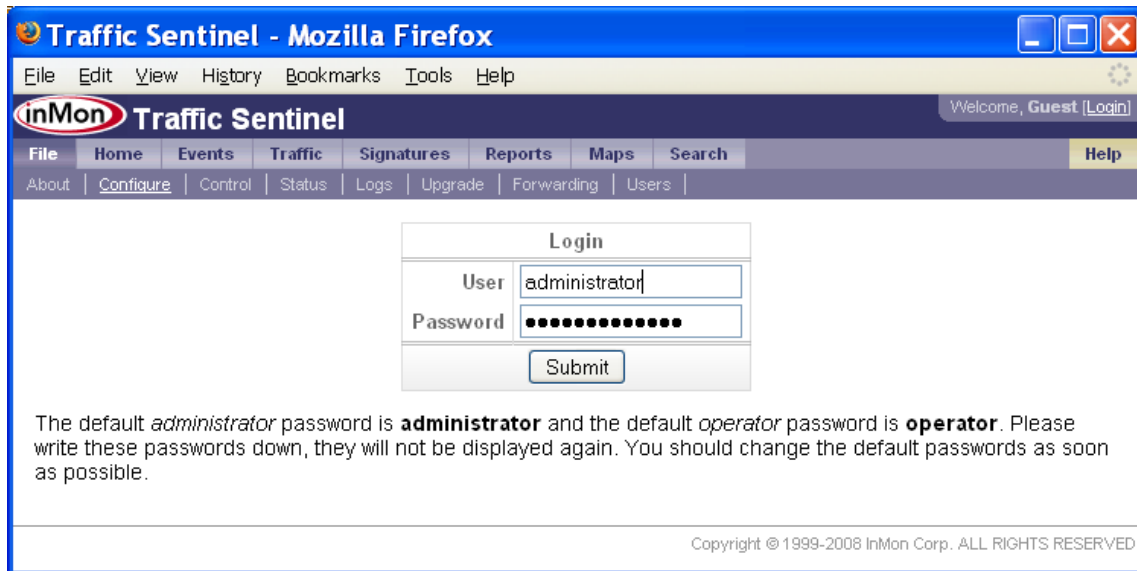 Traffic Sentinel - Mozilla Firefox
File Edit View History Bookmarks Tools Help
inMon Traffic Sentinel
Welcome, Guest [Login]
File Home Events Traffic Signatures Reports Maps Search Help
About | Configure | Control | Status | Logs | Upgrade | Forwarding | Users |
Login
User administrator
Password •••••••••••••
Submit
The default administrator password is administrator and the default operator password is operator. Please
write these passwords down, they will not be displayed again. You should change the default passwords as soon
as possible.
Copyright © 1999-2008 InMon Corp. ALL RIGHTS RESERVED